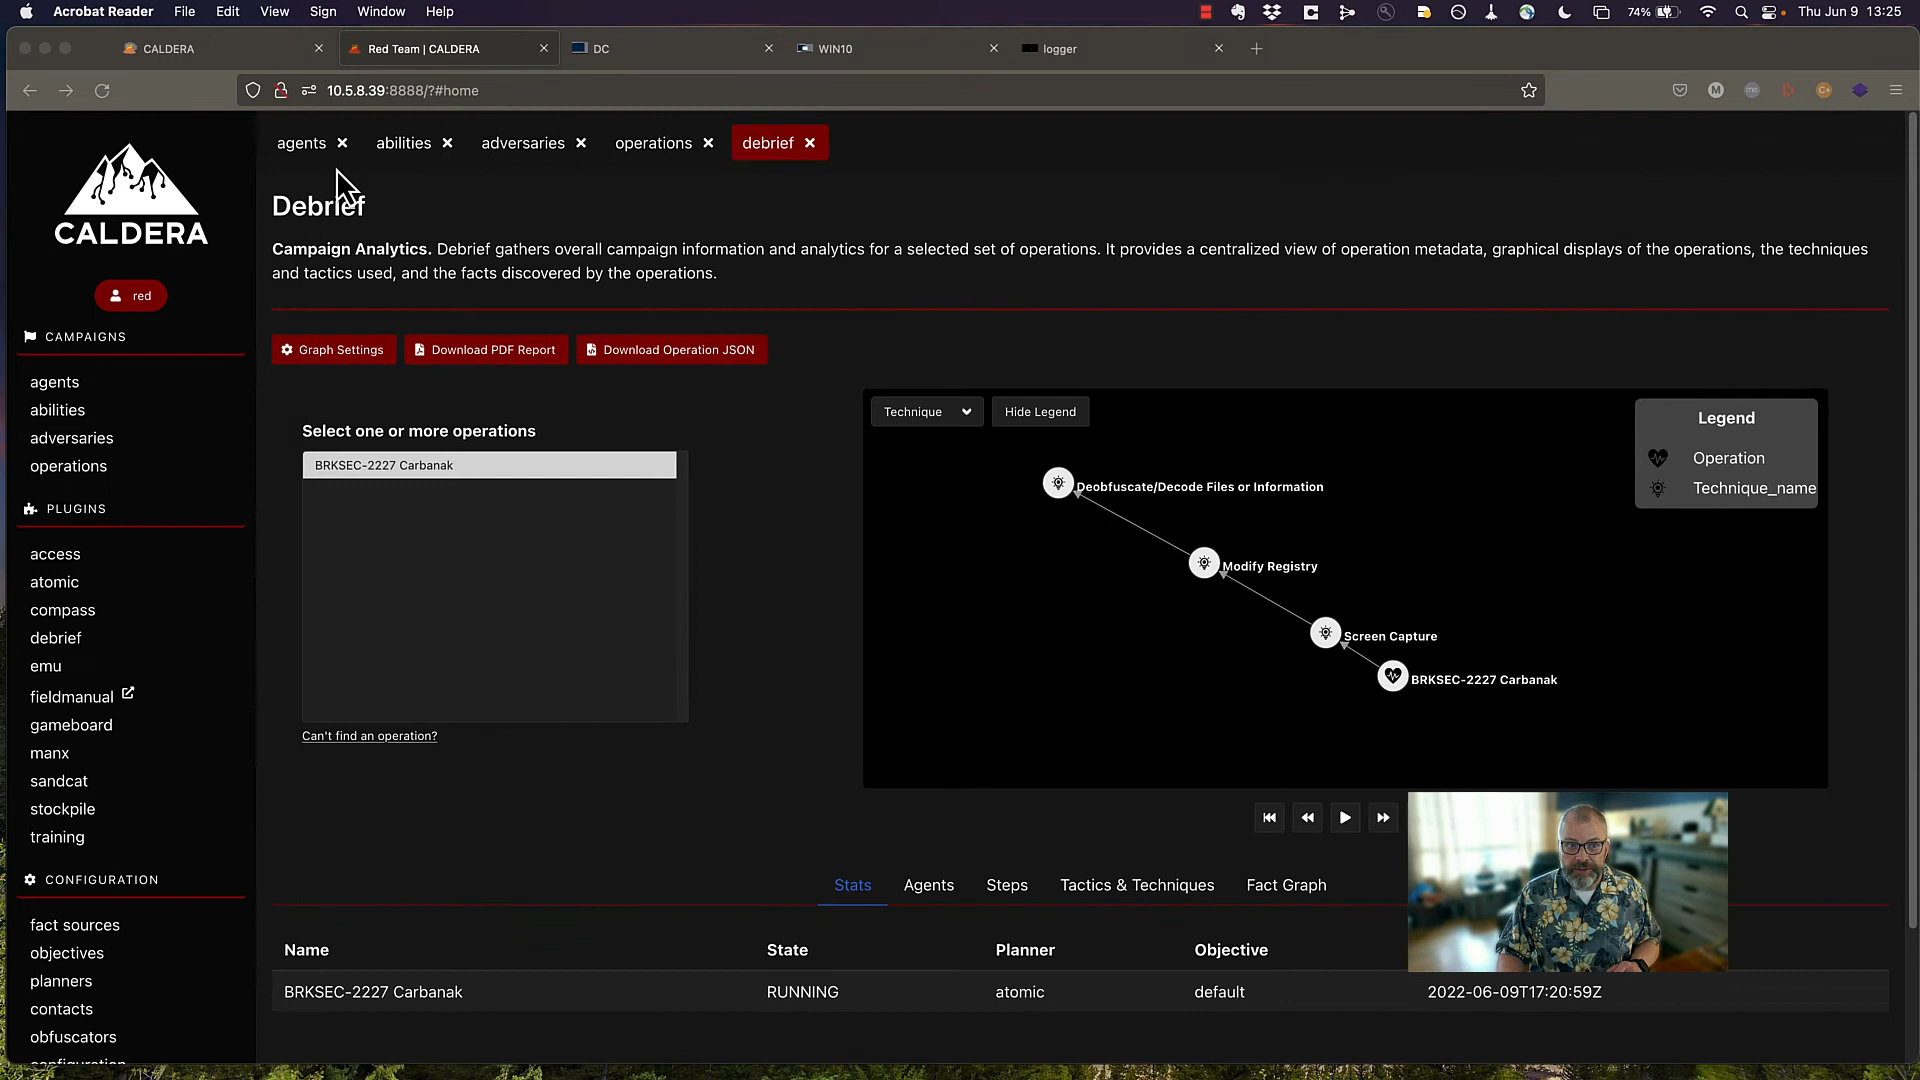 Acrobat Reader File Edit View Sign Window Help
74% Thu Jun 9 13:25
CALDERA
Red Team | CALDERA
DC
WIN10
logger
10.5.8.39:8888/?#home
agents
abilities
adversaries
operations
debrief
CALDERA
red
CAMPAIGNS
agents
abilities
adversaries
operations
PLUGINS
access
atomic
compass
debrief
emu
fieldmanual
gameboard
manx
sandcat
stockpile
training
CONFIGURATION
fact sources
objectives
planners
contacts
obfuscators
configuration
Debrief
Campaign Analytics. Debrief gathers overall campaign information and analytics for a selected set of operations. It provides a centralized view of operation metadata, graphical displays of the operations, the techniques
and tactics used, and the facts discovered by the operations.
Graph Settings
Download PDF Report
Download Operation JSON
Select one or more operations
BRKSEC-2227 Carbanak
Can't find an operation?
Technique
Hide Legend
Legend
Operation
Technique_name
Deobfuscate/Decode Files or Information
Modify Registry
Screen Capture
BRKSEC-2227 Carbanak
Stats Agents Steps Tactics & Techniques Fact Graph
Name State Planner Objective
BRKSEC-2227 Carbanak RUNNING atomic default 2022-06-09T17:20:59Z